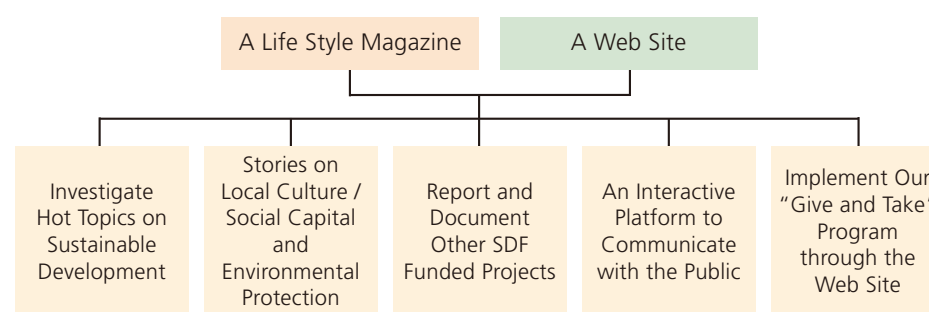 A Life Style Magazine
A Web Site
Investigate
Hot Topics on
Sustainable
Development
Stories on
Local Culture /
Social Capital
and
Environmental
Protection
Report and
Document
Other SDF
Funded Projects
An Interactive
Platform to
Communicate
with the Public
Implement Our
“Give and Take”
Program
through the
Web Site